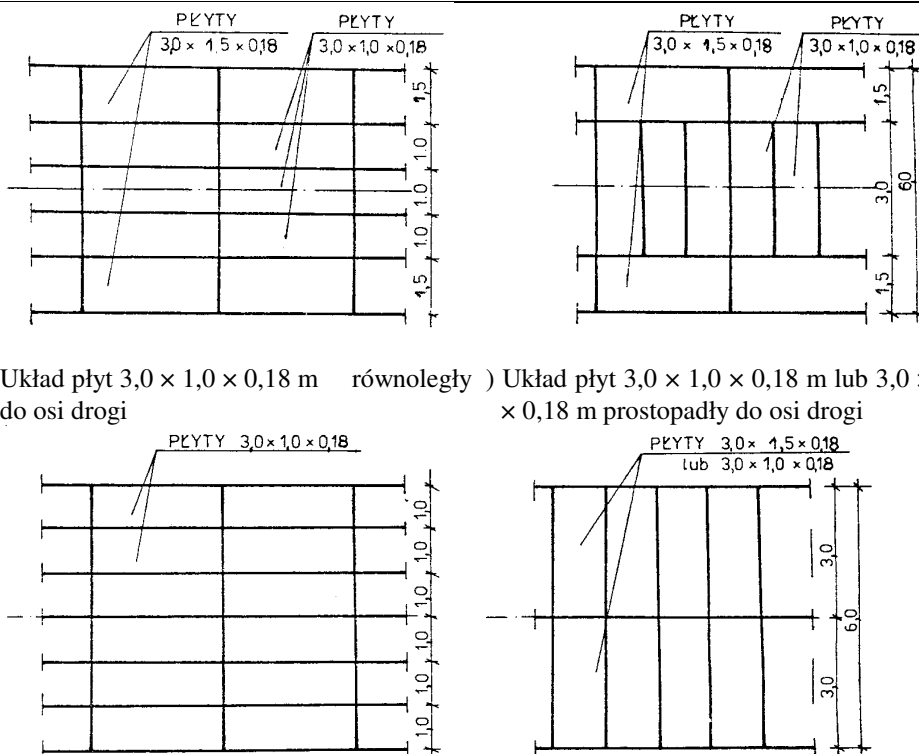 PŁYTY
3,0 × 1,5 × 0,18
PŁYTY
3,0 × 1,0 × 0,18
1,5
1.0
1.0
1.0
1,5
PŁYTY
3,0 × 1,5 × 0,18
PŁYTY
3,0 × 1,0 × 0,18
1,5
3,0
1,5
6,0
Układ płyt 3,0 × 1,0 × 0,18 m równoległy
do osi drogi
) Układ płyt 3,0 × 1,0 × 0,18 m lub 3,0
× 0,18 m prostopadły do osi drogi
PŁYTY 3,0 × 1,0 × 0,18
1,0
1,0
1,0
1,0
1,0
1,0
PŁYTY 3,0 × 1,5 × 0,18
lub 3,0 × 1,0 × 0,18
3,0
3,0
6,0